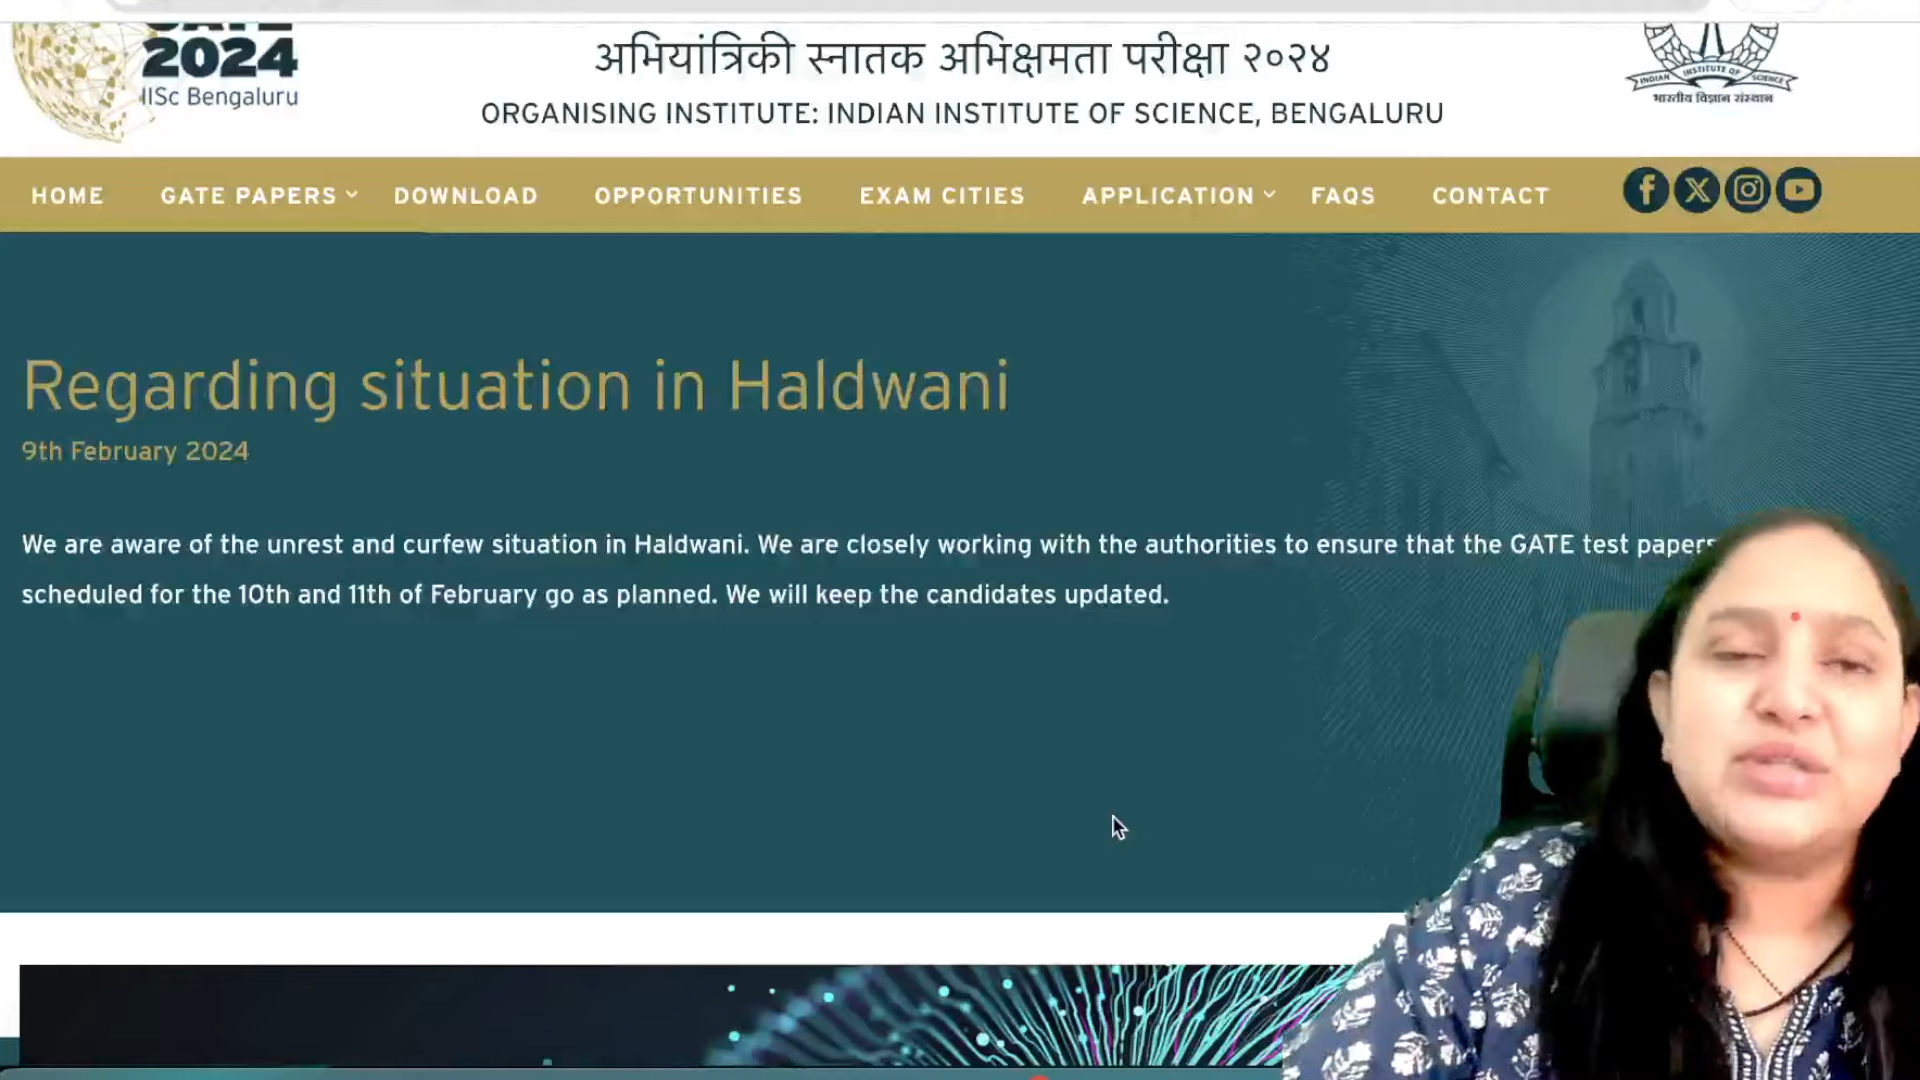 2024
IISc Bengaluru
अभियांत्रिकी स्नातक अभिक्षमता परीक्षा २०२४
ORGANISING INSTITUTE: INDIAN INSTITUTE OF SCIENCE, BENGALURU
INDIAN INSTITUTE OF SCIENCE
भारतीय विज्ञान संस्थान
HOME GATE PAPERS DOWNLOAD OPPORTUNITIES EXAM CITIES APPLICATION FAQS CONTACT
Regarding situation in Haldwani
9th February 2024
We are aware of the unrest and curfew situation in Haldwani. We are closely working with the authorities to ensure that the GATE test papers
scheduled for the 10th and 11th of February go as planned. We will keep the candidates updated.